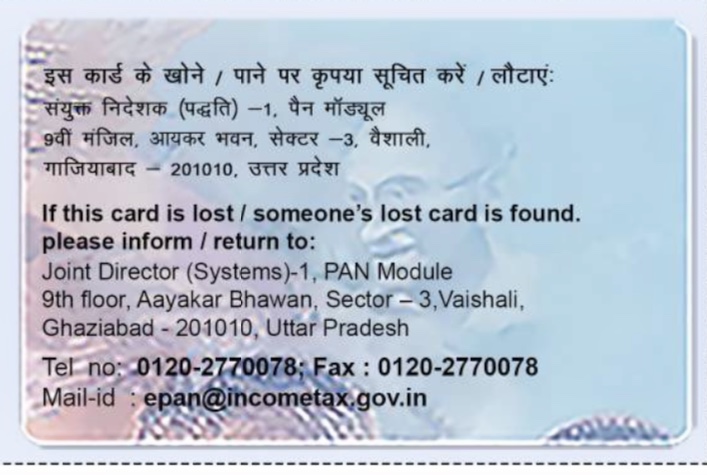 इस कार्ड के खोने / पाने पर कृपया सूचित करें / लौटाएं:
संयुक्त निदेशक (पद्धति) –1, पैन मॉड्यूल
9वीं मंजिल, आयकर भवन, सेक्टर –3, वैशाली,
गाजियाबाद – 201010, उत्तर प्रदेश
If this card is lost / someone's lost card is found.
please inform / return to:
Joint Director (Systems)-1, PAN Module
9th floor, Aayakar Bhawan, Sector – 3,Vaishali,
Ghaziabad - 201010, Uttar Pradesh
Tel no: 0120-2770078; Fax : 0120-2770078
Mail-id : epan@incometax.gov.in